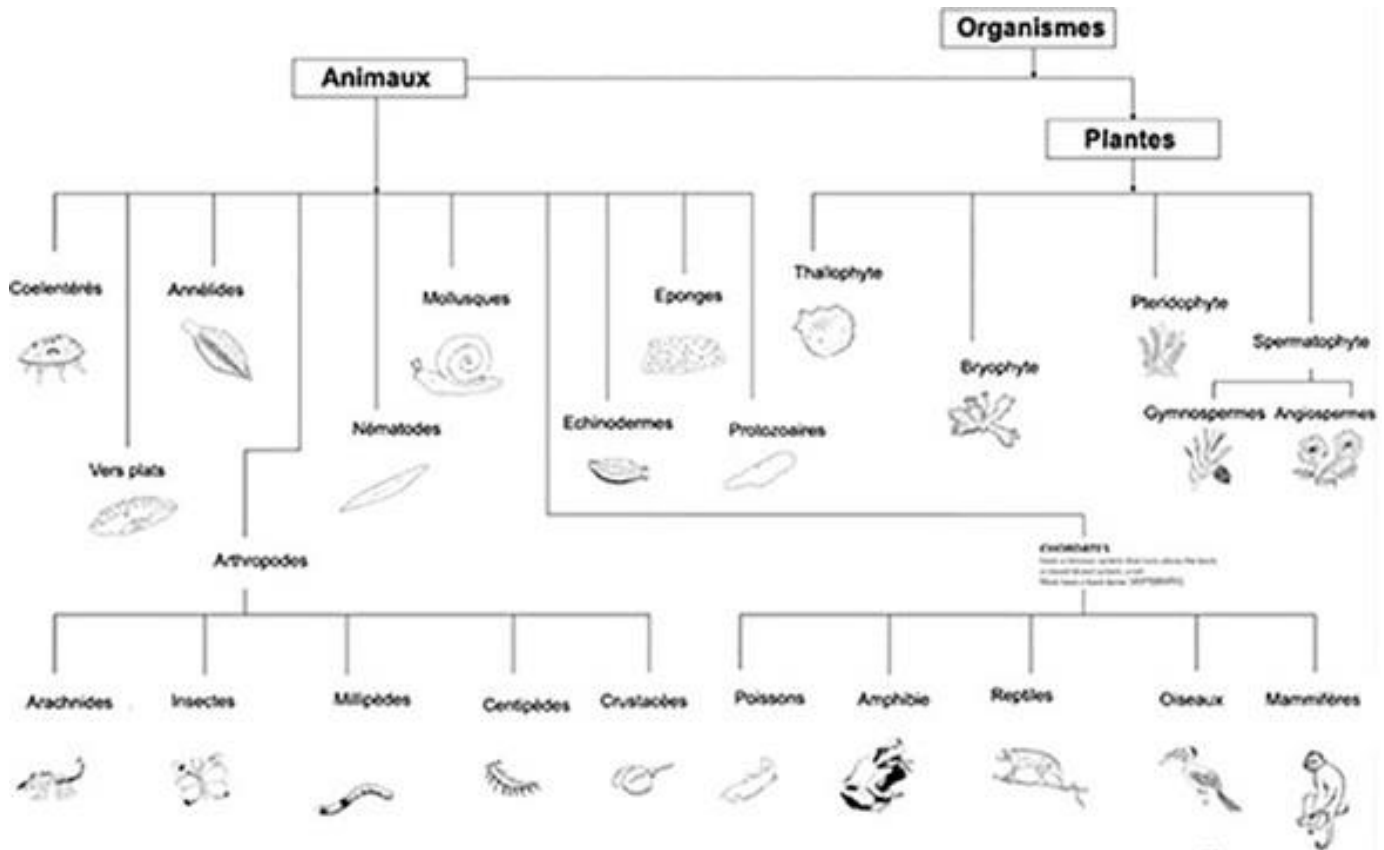 Organismes
Animaux
Plantes
Coelentérés
Annélides
Mollusques
Eponges
Thallophyte
Pteridophyte
Spermatophyte
Bryophyte
Gymnospermes
Angiospermes
Echinodermes
Protozoaires
Nématodes
Vers plats
Arthropodes
CHORDATES
Arachnides
Insectes
Millipèdes
Centipèdes
Crustacées
Poissons
Amphibie
Reptiles
Oiseaux
Mammifères